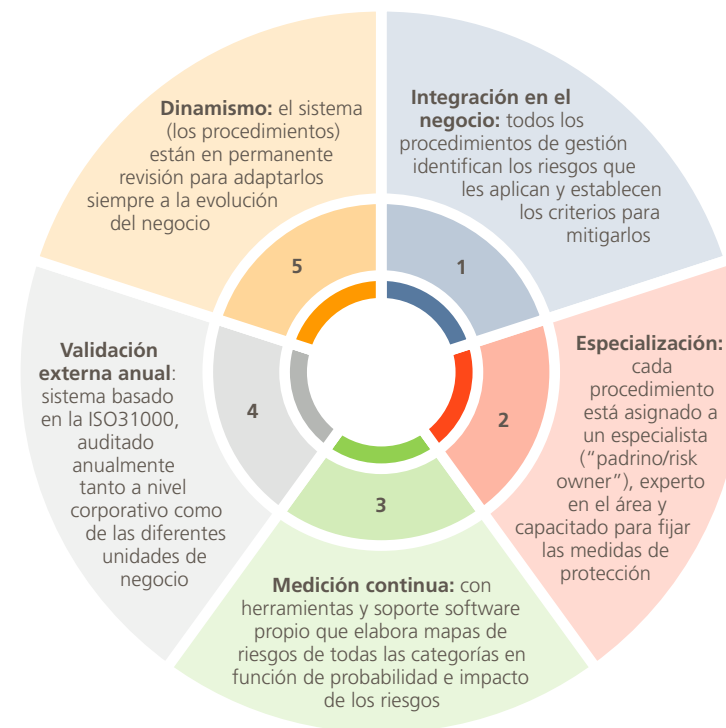 Integración en el
negocio: todos los
procedimientos de gestión
identifican los riesgos que
les aplican y establecen
los criterios para
mitigarlos
1
Especialización:
cada
procedimiento
está asignado a
un especialista
(“padrino/risk
owner”), experto
en el área y
capacitado para fijar
las medidas de
protección
2
3
Medición continua: con
herramientas y soporte software
propio que elabora mapas de
riesgos de todas las categorías en
función de probabilidad e impacto
de los riesgos
4
Validación
externa anual:
sistema basado
en la ISO31000,
auditado
anualmente
tanto a nivel
corporativo como
de las diferentes
unidades de
negocio
5
Dinamismo: el sistema
(los procedimientos)
están en permanente
revisión para adaptarlos
siempre a la evolución
del negocio